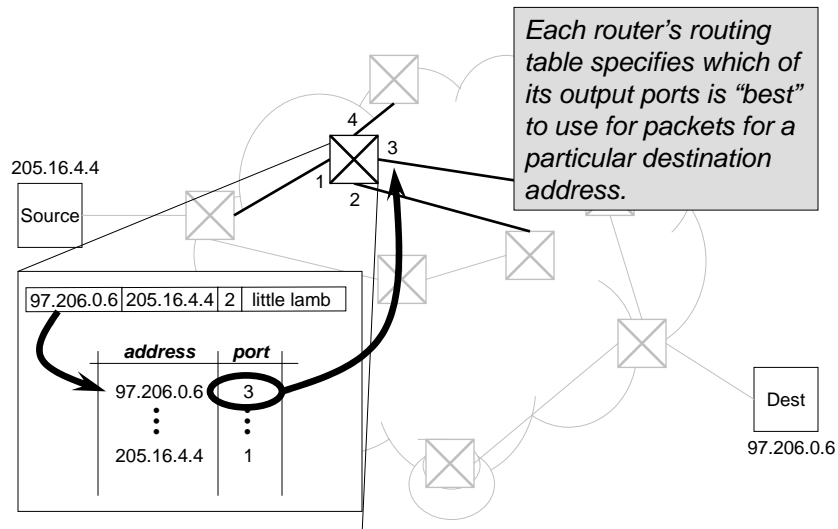 Each router's routing
table specifies which of
its output ports is “best”
to use for packets for a
particular destination
address.
4
3
1
2
205.16.4.4
Source
97.206.0.6 205.16.4.4 2 little lamb
address port
97.206.0.6 3
205.16.4.4 1
Dest
97.206.0.6